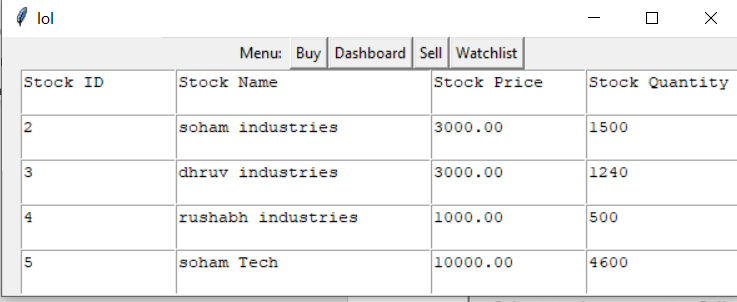 lol
Menu: Buy Dashboard Sell Watchlist
Stock ID Stock Name Stock Price Stock Quantity
2 soham industries 3000.00 1500
3 dhruv industries 3000.00 1240
4 rushabh industries 1000.00 500
5 soham Tech 10000.00 4600